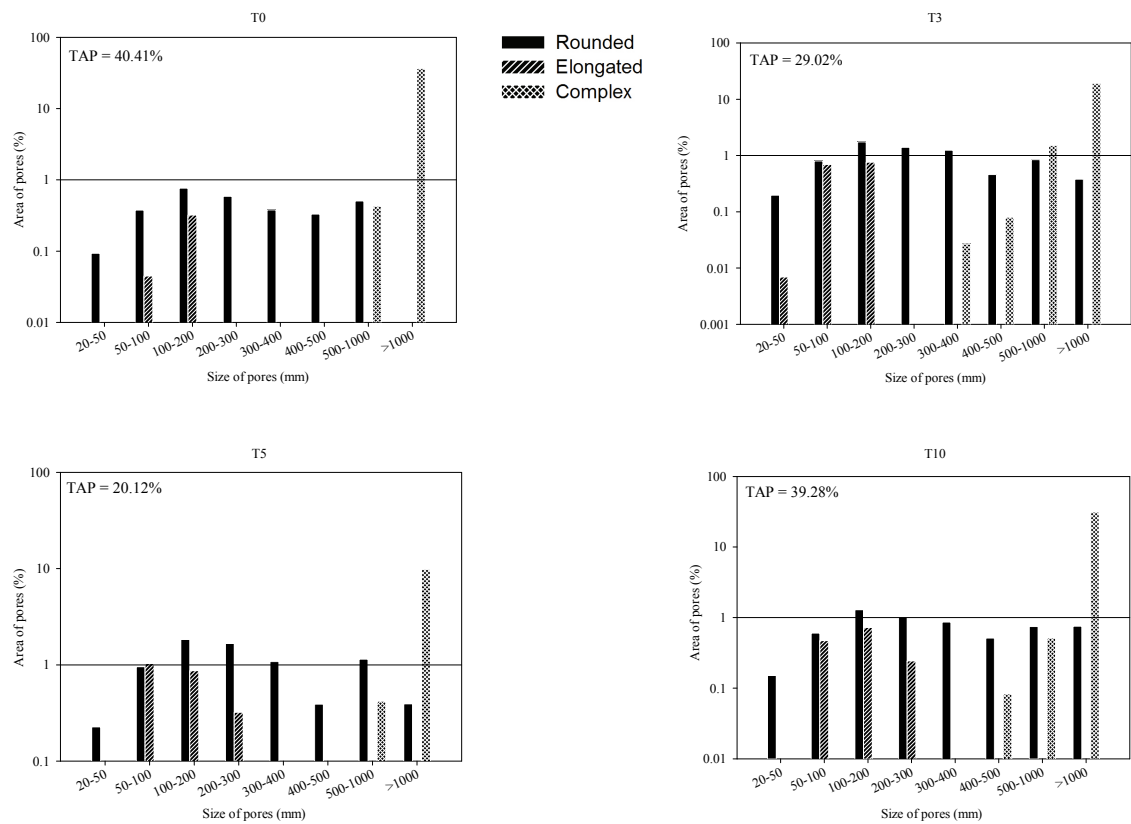 T0
TAP = 40.41%
100
10
1
0.1
0.01
Area of pores (%)
20-50
50-100
100-200
200-300
300-400
400-500
500-1000
>1000
Size of pores (mm)
Rounded
Elongated
Complex
T3
TAP = 29.02%
100
10
1
0.1
0.01
0.001
Area of pores (%)
20-50
50-100
100-200
200-300
300-400
400-500
500-1000
>1000
Size of pores (mm)
T5
TAP = 20.12%
100
10
1
0.1
Area of pores (%)
20-50
50-100
100-200
200-300
300-400
400-500
500-1000
>1000
Size of pores (mm)
T10
TAP = 39.28%
100
10
1
0.1
0.01
Area of pores (%)
20-50
50-100
100-200
200-300
300-400
400-500
500-1000
>1000
Size of pores (mm)